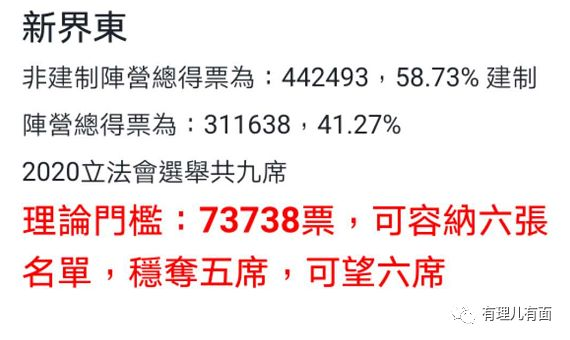 新界東
非建制陣營總得票為：442493，58.73% 建制
陣營總得票為：311638，41.27%
2020立法會選舉共九席
理論門檻：73738票，可容納六張
名單，穩奪五席，可望六席
有理儿有面